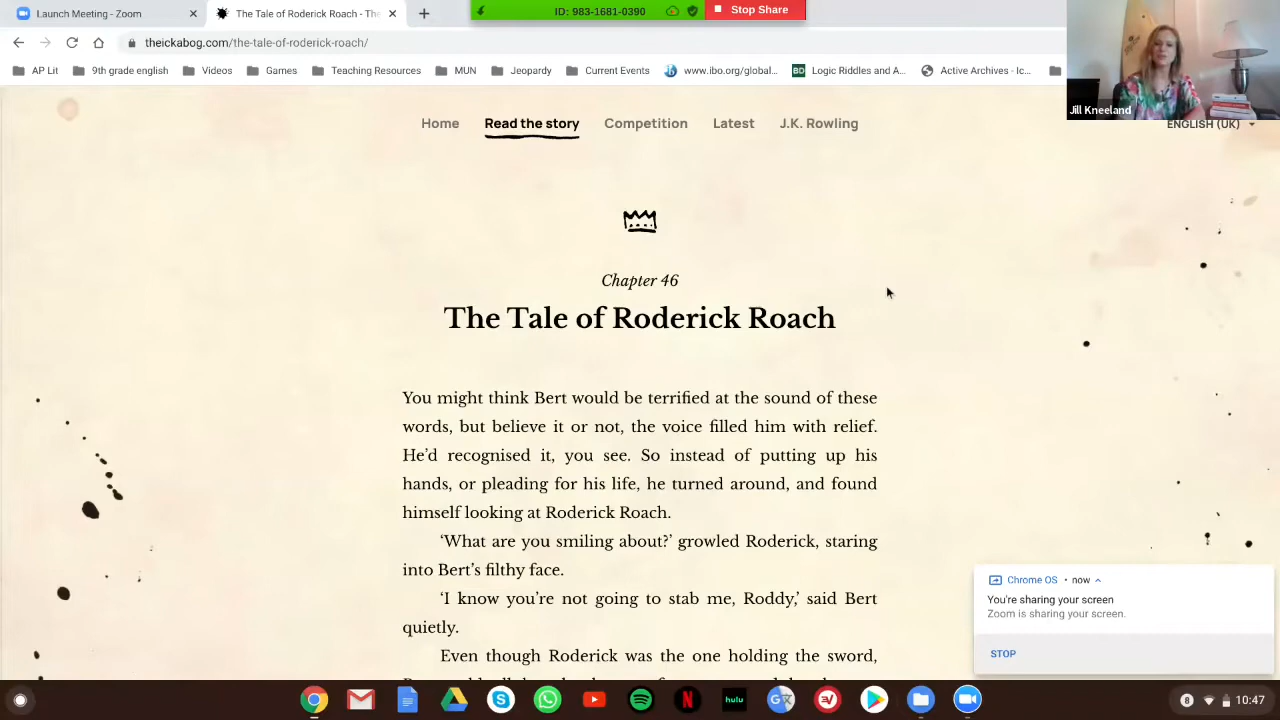 Launch Meeting - Zoom
The Tale of Roderick Roach - The
ID: 983-1681-0390
Stop Share
theickabog.com/the-tale-of-roderick-roach/
AP Lit
9th grade english
Videos
Games
Teaching Resources
MUN
Jeopardy
Current Events
www.ibo.org/global...
BD
Logic Riddles and A...
Active Archives - Ic...
Jill Kneeland
Home
Read the story
Competition
Latest
J.K. Rowling
ENGLISH (UK)
Chapter 46
The Tale of Roderick Roach
You might think Bert would be terrified at the sound of these
words, but believe it or not, the voice filled him with relief.
He’d recognised it, you see. So instead of putting up his
hands, or pleading for his life, he turned around, and found
himself looking at Roderick Roach.
‘What are you smiling about?’ growled Roderick, staring
into Bert’s filthy face.
‘I know you’re not going to stab me, Roddy,’ said Bert
quietly.
Even though Roderick was the one holding the sword,
Chrome OS • now
You're sharing your screen
Zoom is sharing your screen.
STOP
hulu
8
10:47